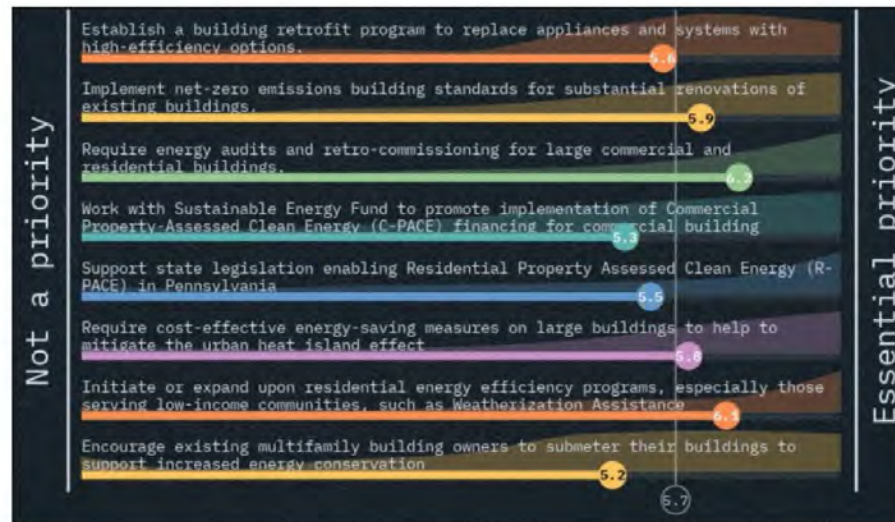 Establish a building retrofit program to replace appliances and systems with
high-efficiency options.
5.6
Implement net-zero emissions building standards for substantial renovations of
existing buildings.
5.9
Require energy audits and retro-commissioning for large commercial and
residential buildings.
6.2
Work with Sustainable Energy Fund to promote implementation of Commercial
Property-Assessed Clean Energy (C-PACE) financing for commercial building
5.3
Support state legislation enabling Residential Property Assessed Clean Energy (R-
PACE) in Pennsylvania
5.5
Require cost-effective energy-saving measures on large buildings to help to
mitigate the urban heat island effect
5.8
Initiate or expand upon residential energy efficiency programs, especially those
serving low-income communities, such as Weatherization Assistance
6.1
Encourage existing multifamily building owners to submeter their buildings to
support increased energy conservation
5.2
5.7
Not a priority
Essential priority